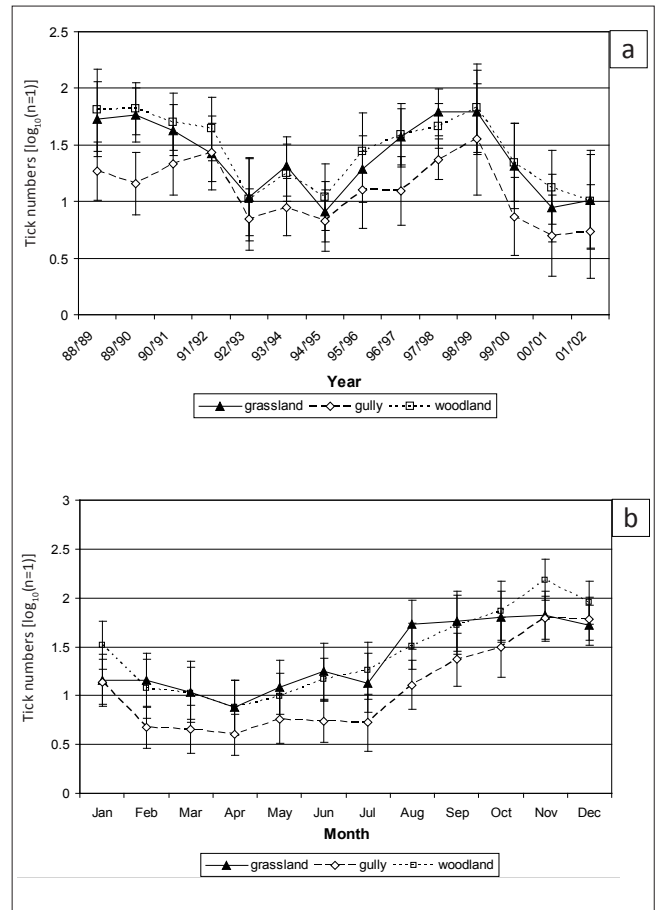 a
Tick numbers [log10(n=1)]
2.5
2
1.5
1
0.5
0
88/89 89/90 90/91 91/92 92/93 93/94 94/95 95/96 96/97 97/98 98/99 99/00 00/01 01/02
Year
grassland gully woodland
b
Tick numbers [log10(n=1)]
3
2.5
2
1.5
1
0.5
0
Jan Feb Mar Apr May Jun Jul Aug Sep Oct Nov Dec
Month
grassland gully woodland